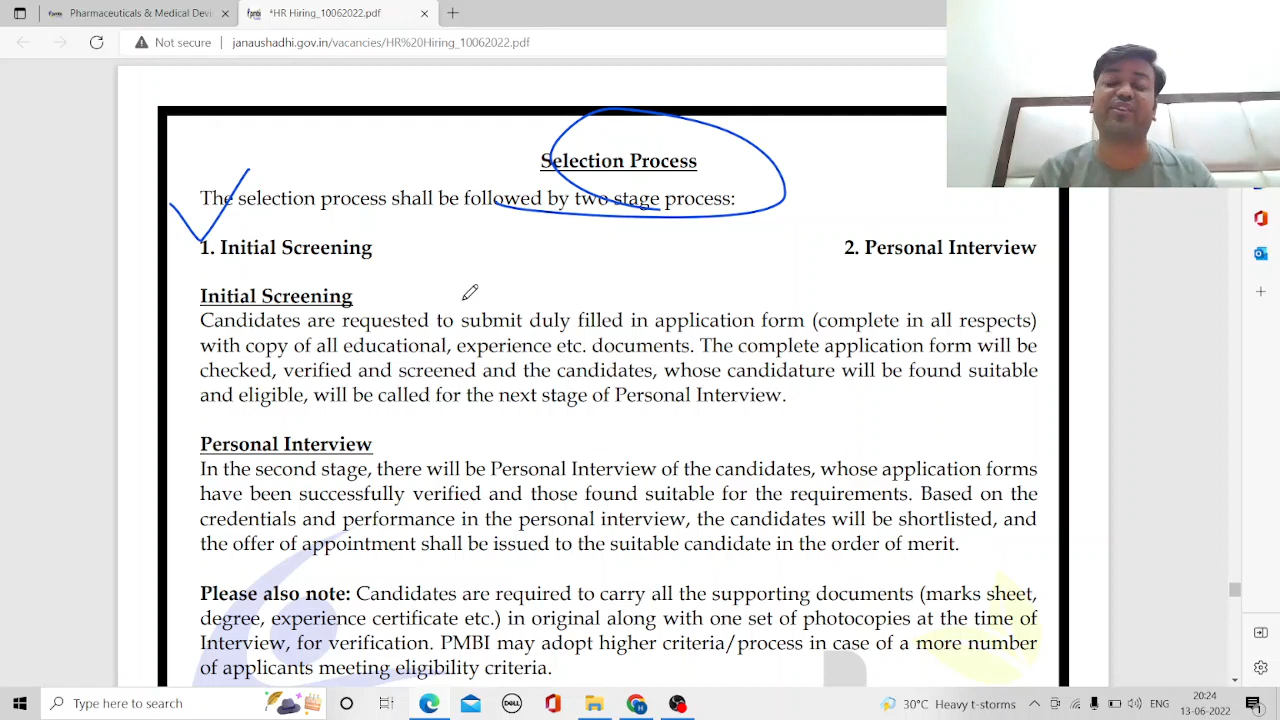 Pharmaceuticals & Medical Devi
*HR Hiring_10062022.pdf
Not secure
janaushadhi.gov.in/vacancies/HR%20Hiring_10062022.pdf
Selection Process
The selection process shall be followed by two stage process:
1. Initial Screening
2. Personal Interview
Initial Screening
Candidates are requested to submit duly filled in application form (complete in all respects)
with copy of all educational, experience etc. documents. The complete application form will be
checked, verified and screened and the candidates, whose candidature will be found suitable
and eligible, will be called for the next stage of Personal Interview.
Personal Interview
In the second stage, there will be Personal Interview of the candidates, whose application forms
have been successfully verified and those found suitable for the requirements. Based on the
credentials and performance in the personal interview, the candidates will be shortlisted, and
the offer of appointment shall be issued to the suitable candidate in the order of merit.
Please also note: Candidates are required to carry all the supporting documents (marks sheet,
degree, experience certificate etc.) in original along with one set of photocopies at the time of
Interview, for verification. PMBI may adopt higher criteria/process in case of a more number
of applicants meeting eligibility criteria.
Type here to search
DELL
30°C Heavy t-storms
ENG
20:24
13-06-2022
1